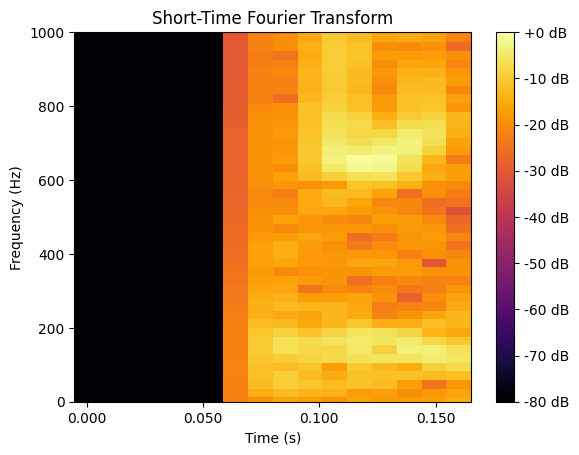 Short-Time Fourier Transform
1000
800
600
400
200
0
Frequency (Hz)
0.000
0.050
0.100
0.150
Time (s)
+0 dB
-10 dB
-20 dB
-30 dB
-40 dB
-50 dB
-60 dB
-70 dB
-80 dB